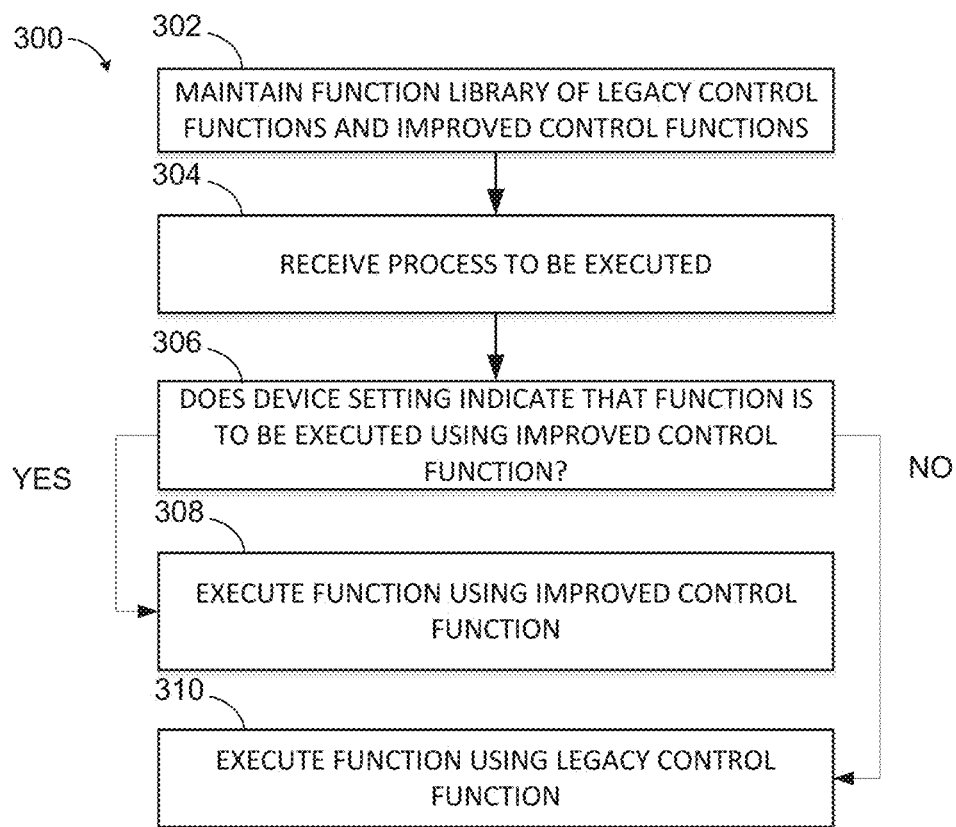 300
302
MAINTAIN FUNCTION LIBRARY OF LEGACY CONTROL
FUNCTIONS AND IMPROVED CONTROL FUNCTIONS
304
RECEIVE PROCESS TO BE EXECUTED
306
DOES DEVICE SETTING INDICATE THAT FUNCTION IS
TO BE EXECUTED USING IMPROVED CONTROL
FUNCTION?
YES
NO
308
EXECUTE FUNCTION USING IMPROVED CONTROL
FUNCTION
310
EXECUTE FUNCTION USING LEGACY CONTROL
FUNCTION